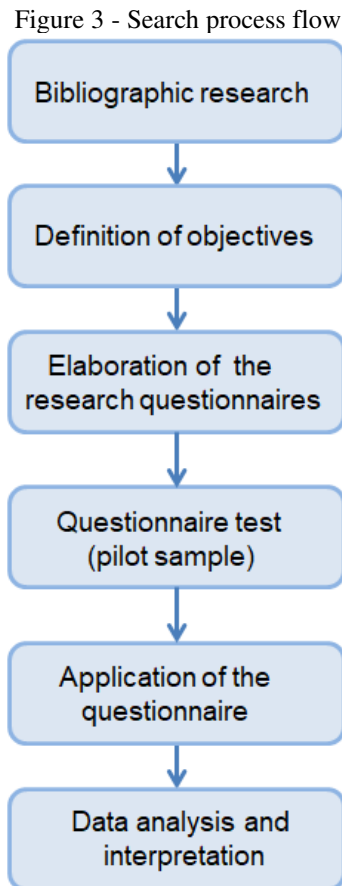 Figure 3 - Search process flow
Bibliographic research
Definition of objectives
Elaboration of the
research questionnaires
Questionnaire test
(pilot sample)
Application of the
questionnaire
Data analysis and
interpretation